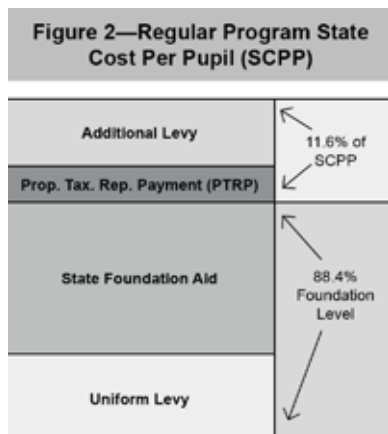 Figure 2—Regular Program State
Cost Per Pupil (SCPP)
Additional Levy
11.6% of
SCPP
Prop. Tax. Rep. Payment (PTRP)
State Foundation Aid
88.4%
Foundation
Level
Uniform Levy